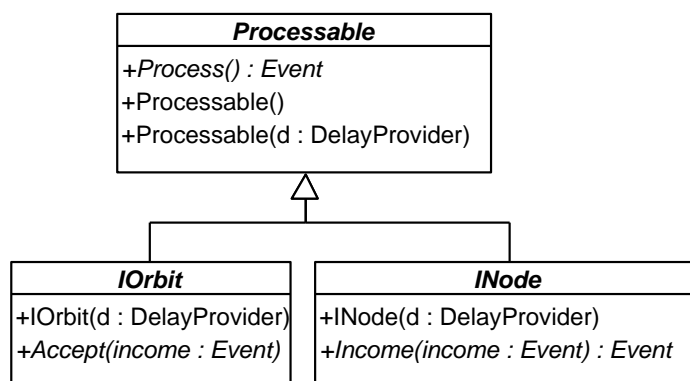 Processable
+Process() : Event
+Processable()
+Processable(d : DelayProvider)
IOrbit
+IOrbit(d : DelayProvider)
+Accept(income : Event)
INode
+INode(d : DelayProvider)
+Income(income : Event) : Event